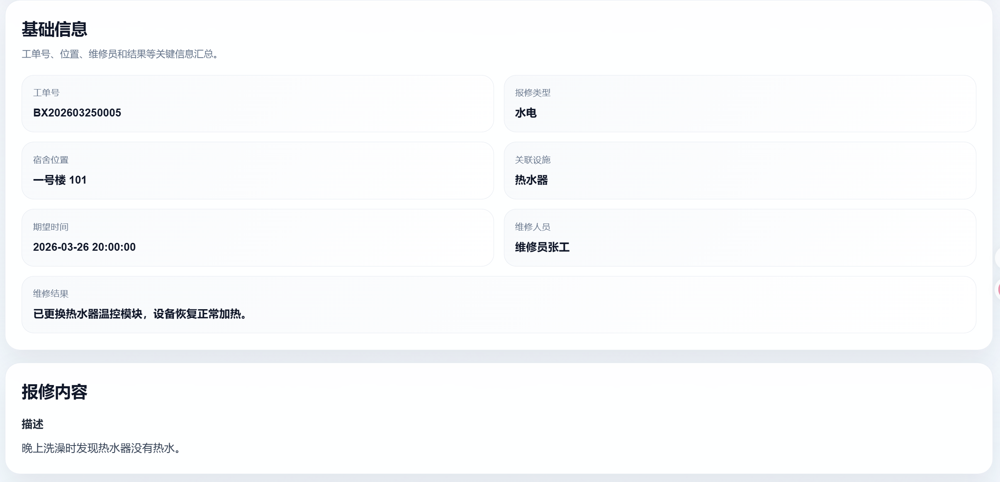 基础信息
工单号、位置、维修员和结果等关键信息汇总。
工单号
BX202603250005
报修类型
水电
宿舍位置
一号楼 101
关联设施
热水器
期望时间
2026-03-26 20:00:00
维修人员
维修员张工
维修结果
已更换热水器温控模块，设备恢复正常加热。
报修内容
描述
晚上洗澡时发现热水器没有热水。